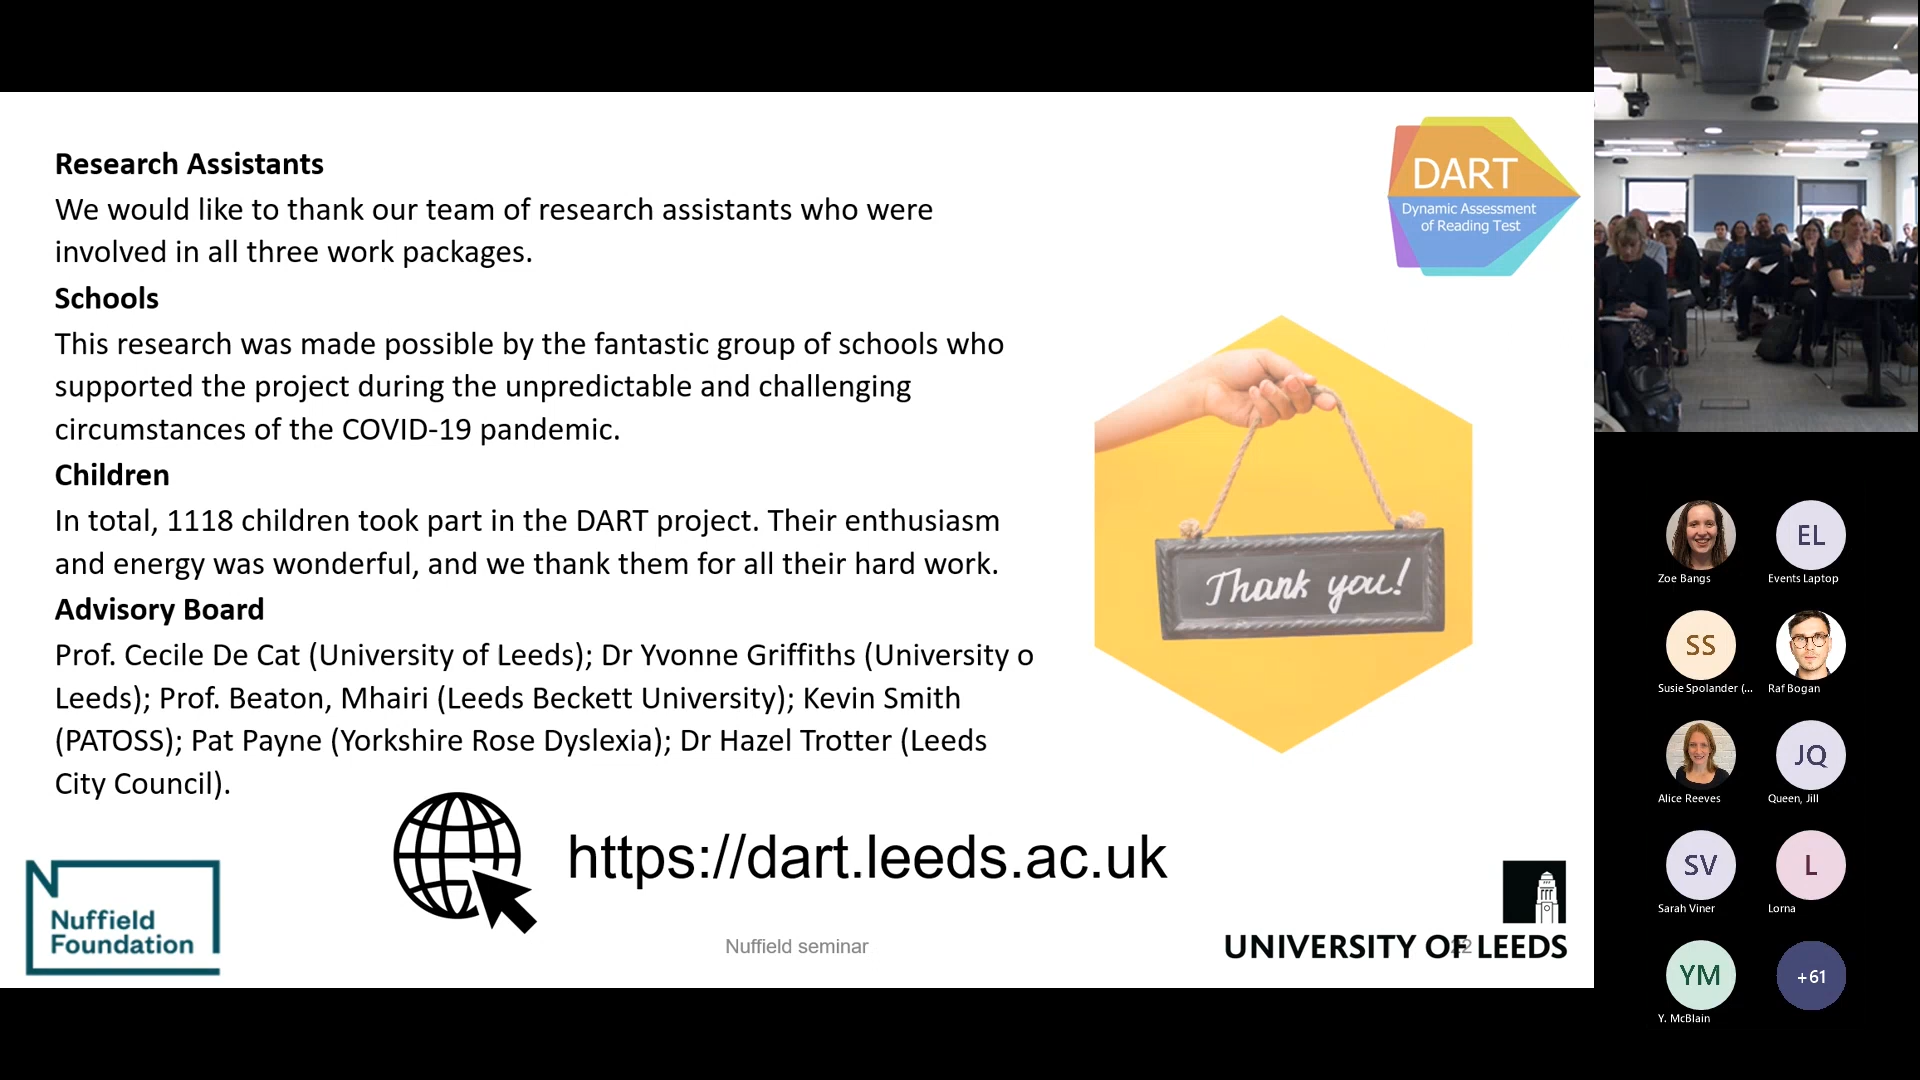 Research Assistants
We would like to thank our team of research assistants who were
involved in all three work packages.
Schools
This research was made possible by the fantastic group of schools who
supported the project during the unpredictable and challenging
circumstances of the COVID-19 pandemic.
Children
In total, 1118 children took part in the DART project. Their enthusiasm
and energy was wonderful, and we thank them for all their hard work.
Advisory Board
Prof. Cecile De Cat (University of Leeds); Dr Yvonne Griffiths (University o
Leeds); Prof. Beaton, Mhairi (Leeds Beckett University); Kevin Smith
(PATOSS); Pat Payne (Yorkshire Rose Dyslexia); Dr Hazel Trotter (Leeds
City Council).
https://dart.leeds.ac.uk
Nuffield
Foundation
Nuffield seminar
22
UNIVERSITY OF LEEDS
DART
Dynamic Assessment
of Reading Test
Thank you!
Zoe Bangs
EL
Events Laptop
SS
Susie Spolander (...
Raf Bogan
Alice Reeves
JQ
Queen, Jill
SV
Sarah Viner
L
Lorna
YM
Y. McBlain
+61